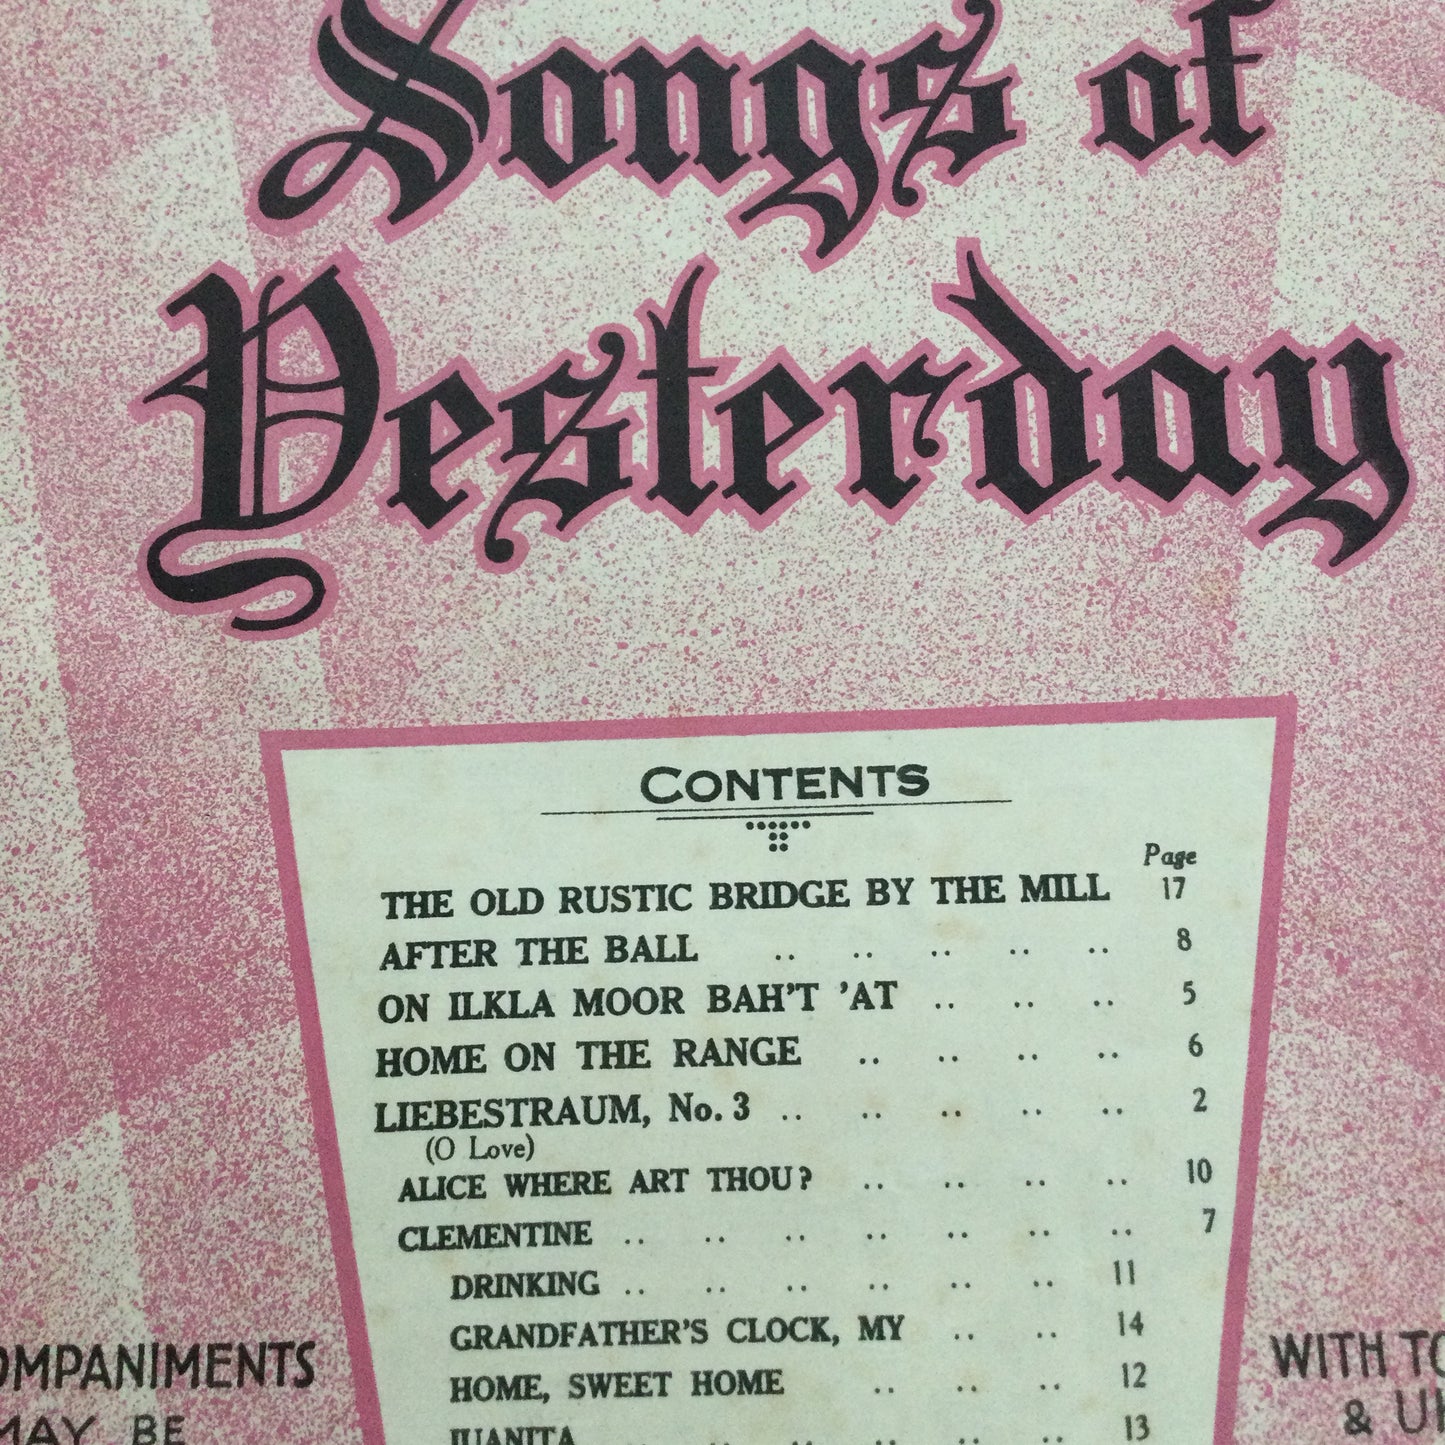 Songs of
Yesterday
CONTENTS
Page
THE OLD RUSTIC BRIDGE BY THE MILL 17
AFTER THE BALL .. .. .. .. .. 8
ON ILKLA MOOR BAH'T 'AT .. .. .. 5
HOME ON THE RANGE .. .. .. .. 6
LIEBESTRAUM, No. 3 .. .. .. .. .. 2
(O Love)
ALICE WHERE ART THOU? .. .. .. .. 10
CLEMENTINE .. .. .. .. .. .. .. 7
DRINKING .. .. .. .. .. .. 11
GRANDFATHER'S CLOCK, MY .. .. 14
HOME, SWEET HOME .. .. .. 12
JUANITA .. .. .. .. .. 13
OMPANIMENTS
MAY BE
WITH TO
& U